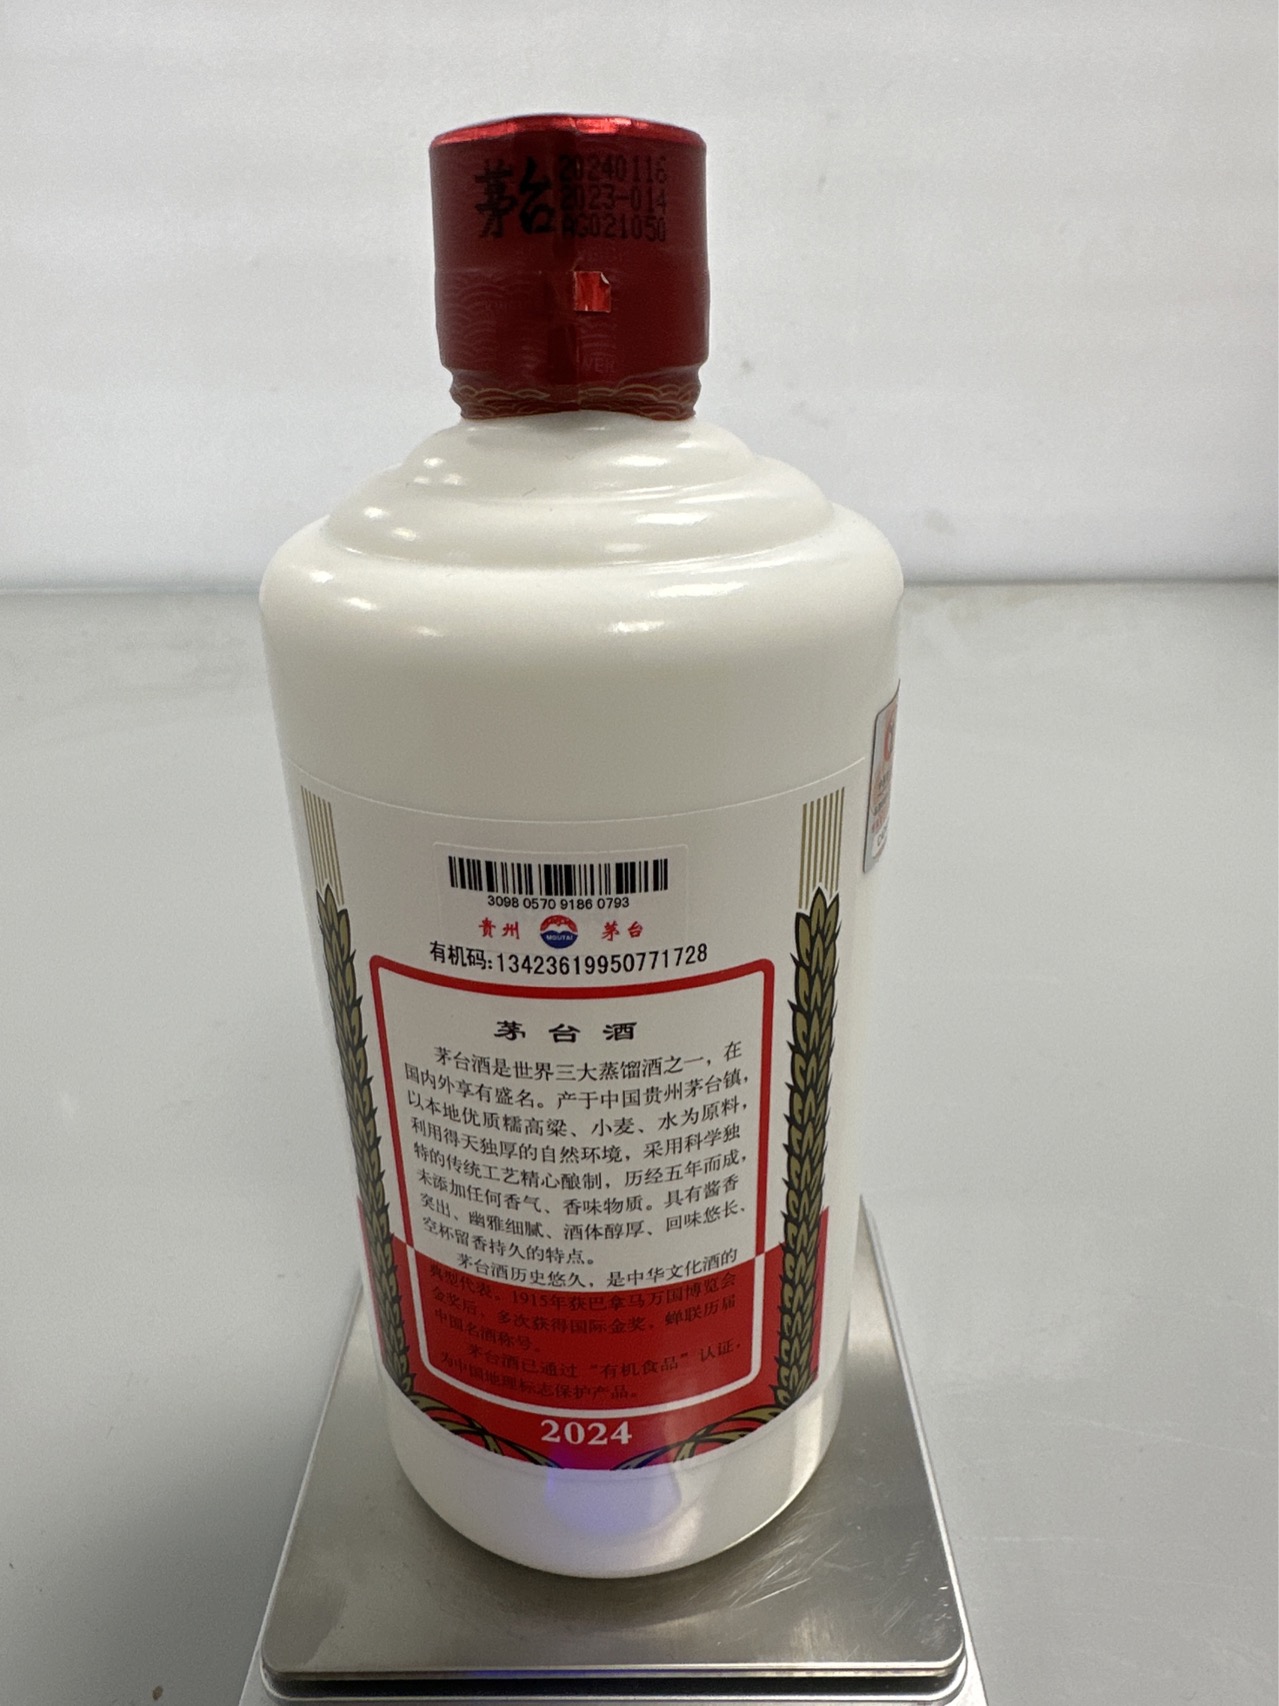 茅台
20240116
2023-014
AG021050
3098 0570 9186 0793
贵州 MOUTAI 茅台
有机码:13423619950771728
茅台酒
茅台酒是世界三大蒸馏酒之一，在
国内外享有盛名。产于中国贵州茅台镇，
以本地优质糯高粱、小麦、水为原料，
利用得天独厚的自然环境，采用科学独
特的传统工艺精心酿制，历经五年而成，
未添加任何香气、香味物质。具有酱香
突出、幽雅细腻、酒体醇厚、回味悠长、
空杯留香持久的特点。
茅台酒历史悠久，是中华文化酒的
典型代表。1915年获巴拿马万国博览会
金奖后，多次获得国际金奖，蝉联历届
中国名酒称号。
茅台酒已通过“有机食品”认证，
为中国地理标志保护产品。
2024